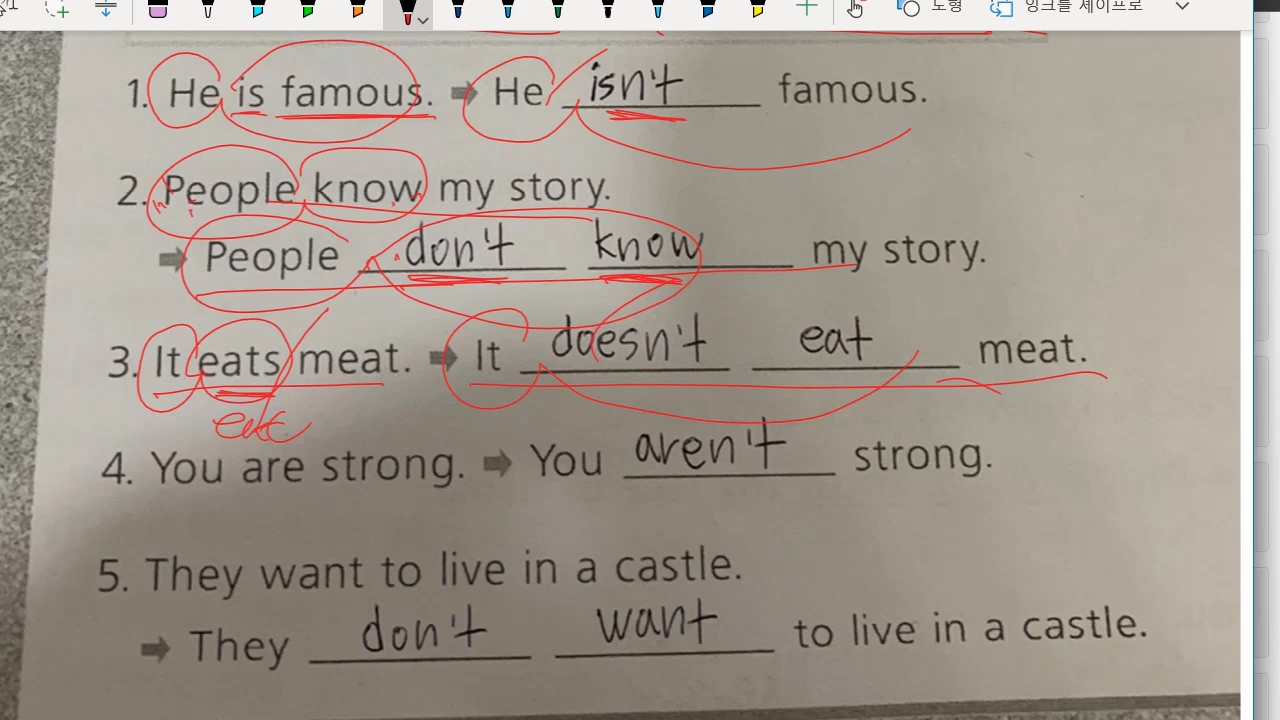 도형
잉크를 셰이프로
1. He is famous. ➡ He isn't famous.
2. People know my story.
➡ People don't know my story.
3. It eats meat. ➡ It doesn't eat meat.
eat
4. You are strong. ➡ You aren't strong.
5. They want to live in a castle.
➡ They don't want to live in a castle.